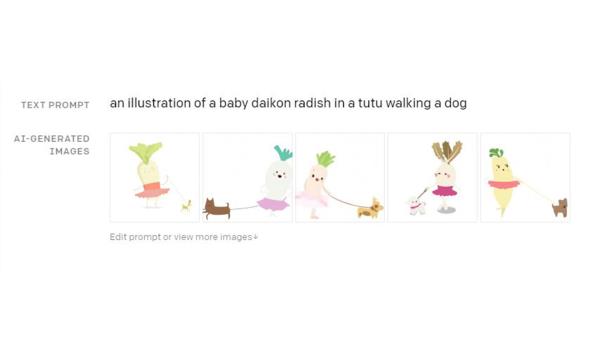 TEXT PROMPT
an illustration of a baby daikon radish in a tutu walking a dog
AI-GENERATED
IMAGES
Edit prompt or view more images↓